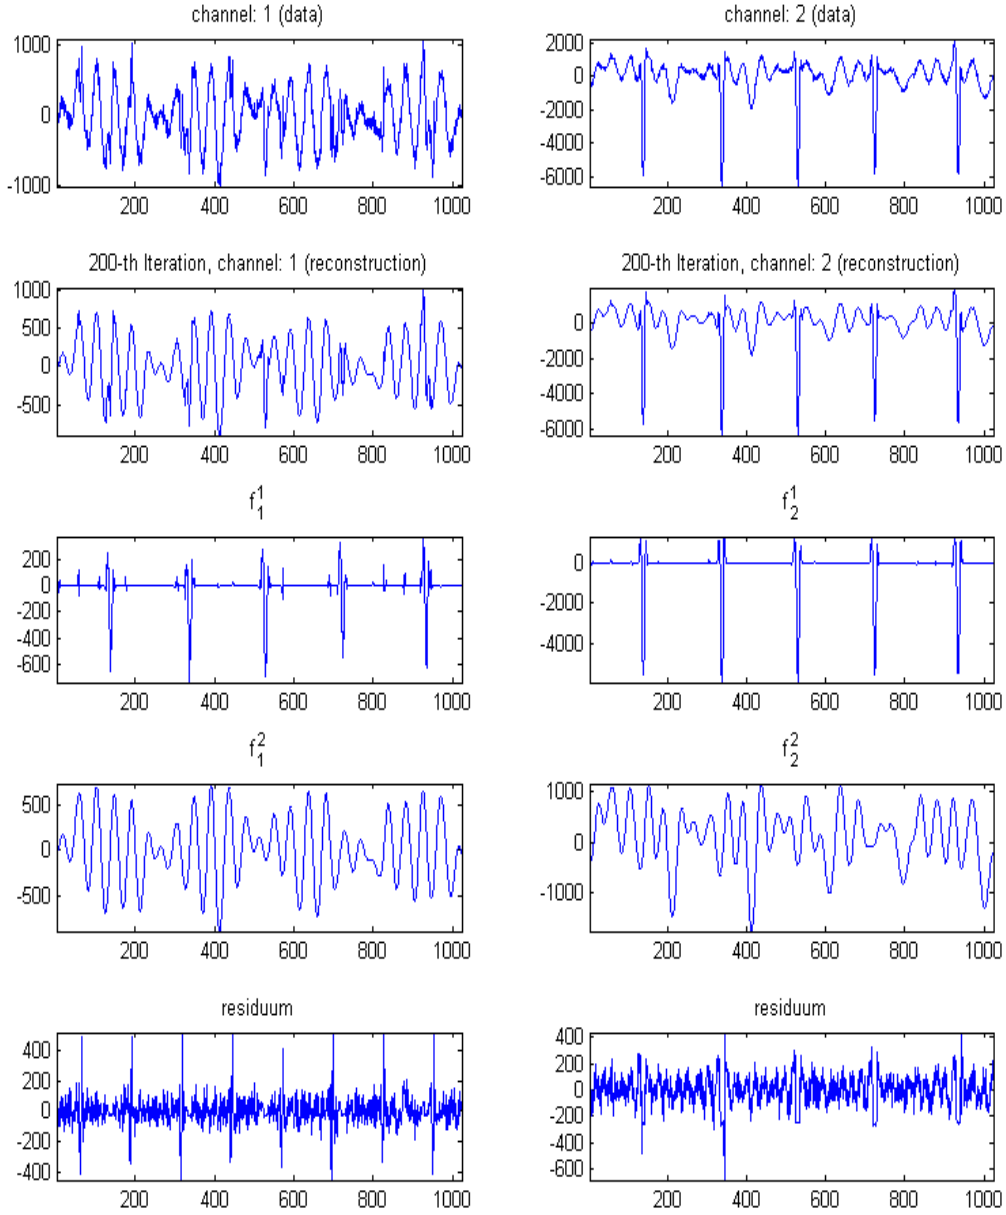 channel: 1 (data)
channel: 2 (data)
1000
0
-1000
200 400 600 800 1000
2000
0
-2000
-4000
-6000
200 400 600 800 1000
200-th Iteration, channel: 1 (reconstruction)
200-th Iteration, channel: 2 (reconstruction)
1000
500
0
-500
200 400 600 800 1000
0
-2000
-4000
-6000
200 400 600 800 1000
f₁¹
f₂¹
200
0
-200
-400
-600
200 400 600 800 1000
0
-2000
-4000
200 400 600 800 1000
f₁²
f₂²
500
0
-500
200 400 600 800 1000
1000
0
-1000
200 400 600 800 1000
residuum
residuum
400
200
0
-200
-400
200 400 600 800 1000
400
200
0
-200
-400
-600
200 400 600 800 1000